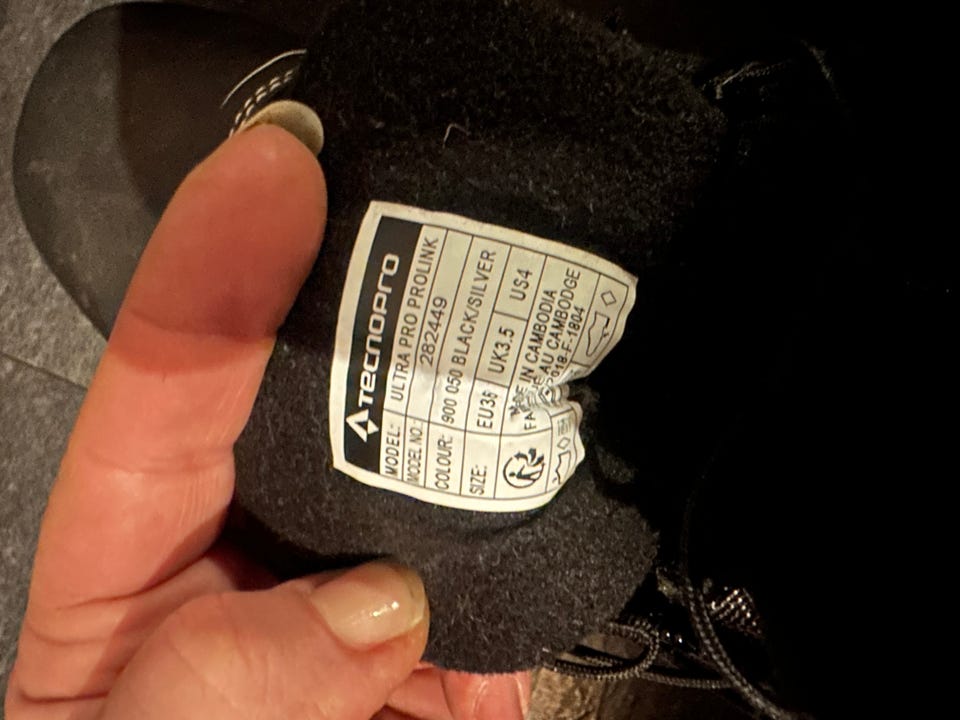 TECNOPRO
MODEL: ULTRA PRO PROLINK
MODEL NO.: 282449
COLOUR: 900 050 BLACK/SILVER
SIZE: EU36 UK3.5 US4
MADE IN CAMBODIA
AU CAMBODGE